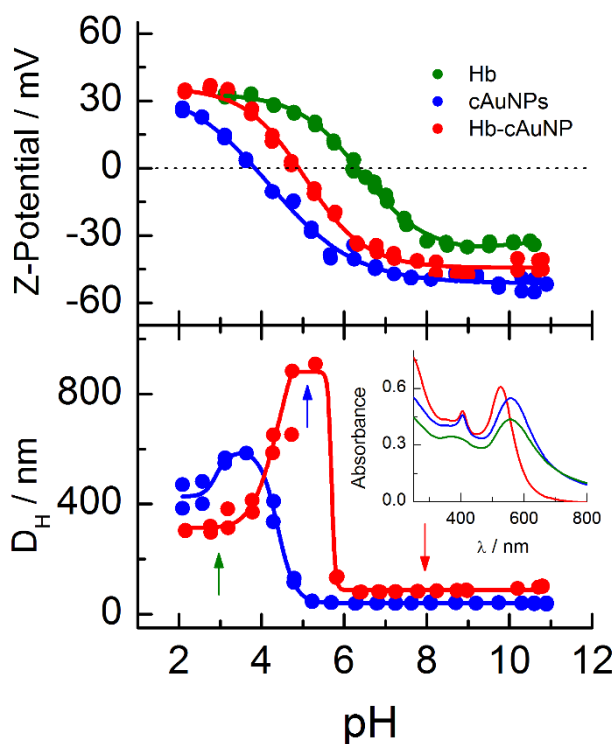 60
30
0
-30
-60
Z-Potential / mV
Hb
cAuNPs
Hb-cAuNP
800
400
0
D_H / nm
0.6
0.3
0.0
Absorbance
400 600 800
λ / nm
2 4 6 8 10 12
pH